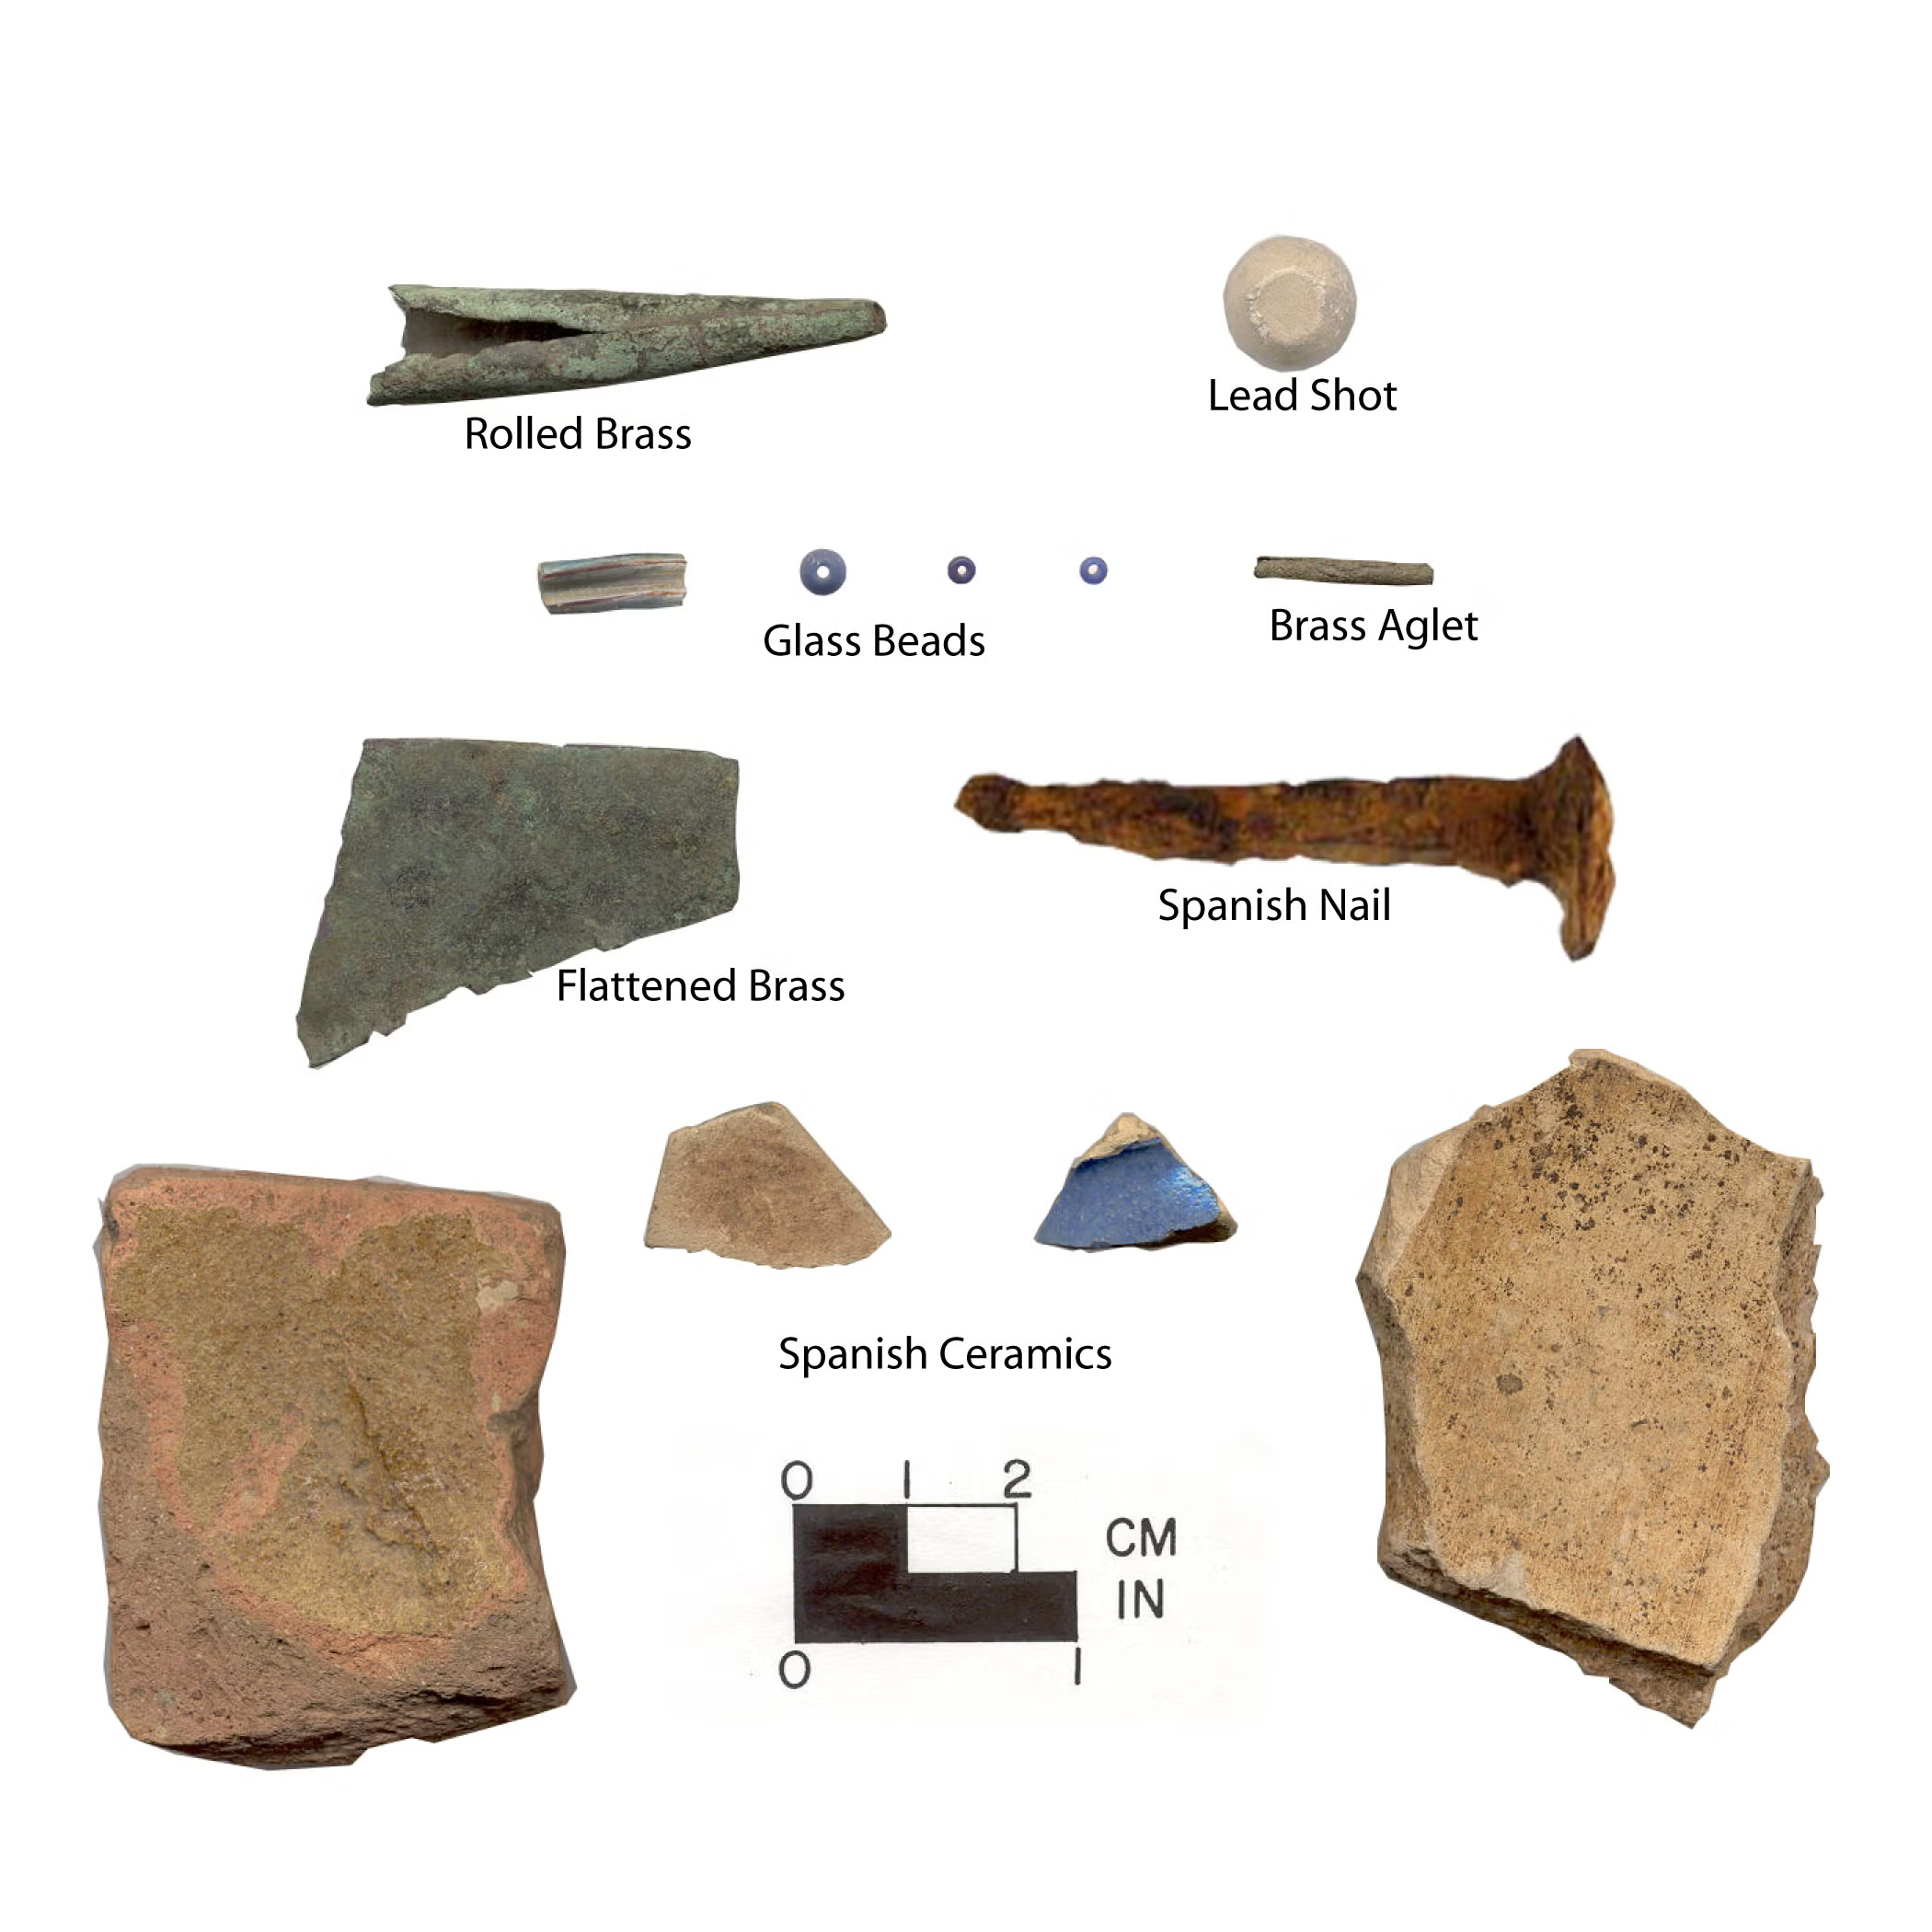 Lead Shot
Rolled Brass
Glass Beads
Brass Aglet
Spanish Nail
Flattened Brass
Spanish Ceramics
0 1 2
CM
IN
0 1